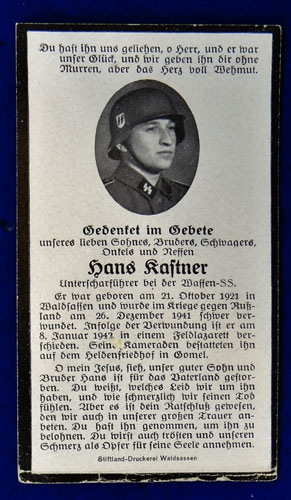 Du hast ihn uns geliehen, o Herr, und er war
unser Glück, und wir geben ihn dir ohne
Murren, aber das Herz voll Wehmut.
Gedenket im Gebete
unseres lieben Sohnes, Bruders, Schwagers,
Onkels und Neffen
Hans Kastner
Unterscharführer bei der Waffen-SS.
Er war geboren am 21. Oktober 1921 in
Waldsassen und wurde im Kriege gegen Ruß-
land am 26. Dezember 1941 schwer ver-
wundet. Infolge der Verwundung ist er am
8. Januar 1942 in einem Feldlazarett ver-
schieden. Seine Kameraden bestatteten ihn
auf dem Heldenfriedhof in Gomel.
O mein Jesus, sieh, unser guter Sohn und
Bruder Hans ist für das Vaterland gestor-
ben. Du weißt, welches Leid wir um ihn
haben, und wie schmerzlich wir seinen Tod
fühlen. Aber es ist dein Ratschluß gewesen,
den wir auch in unserer großen Trauer an-
beten. Du hast ihn genommen, um ihn zu
belohnen. Du wirst auch trösten und unseren
Schmerz als Opfer für seine Seele annehmen.
Stiftland-Druckerei Waldsassen